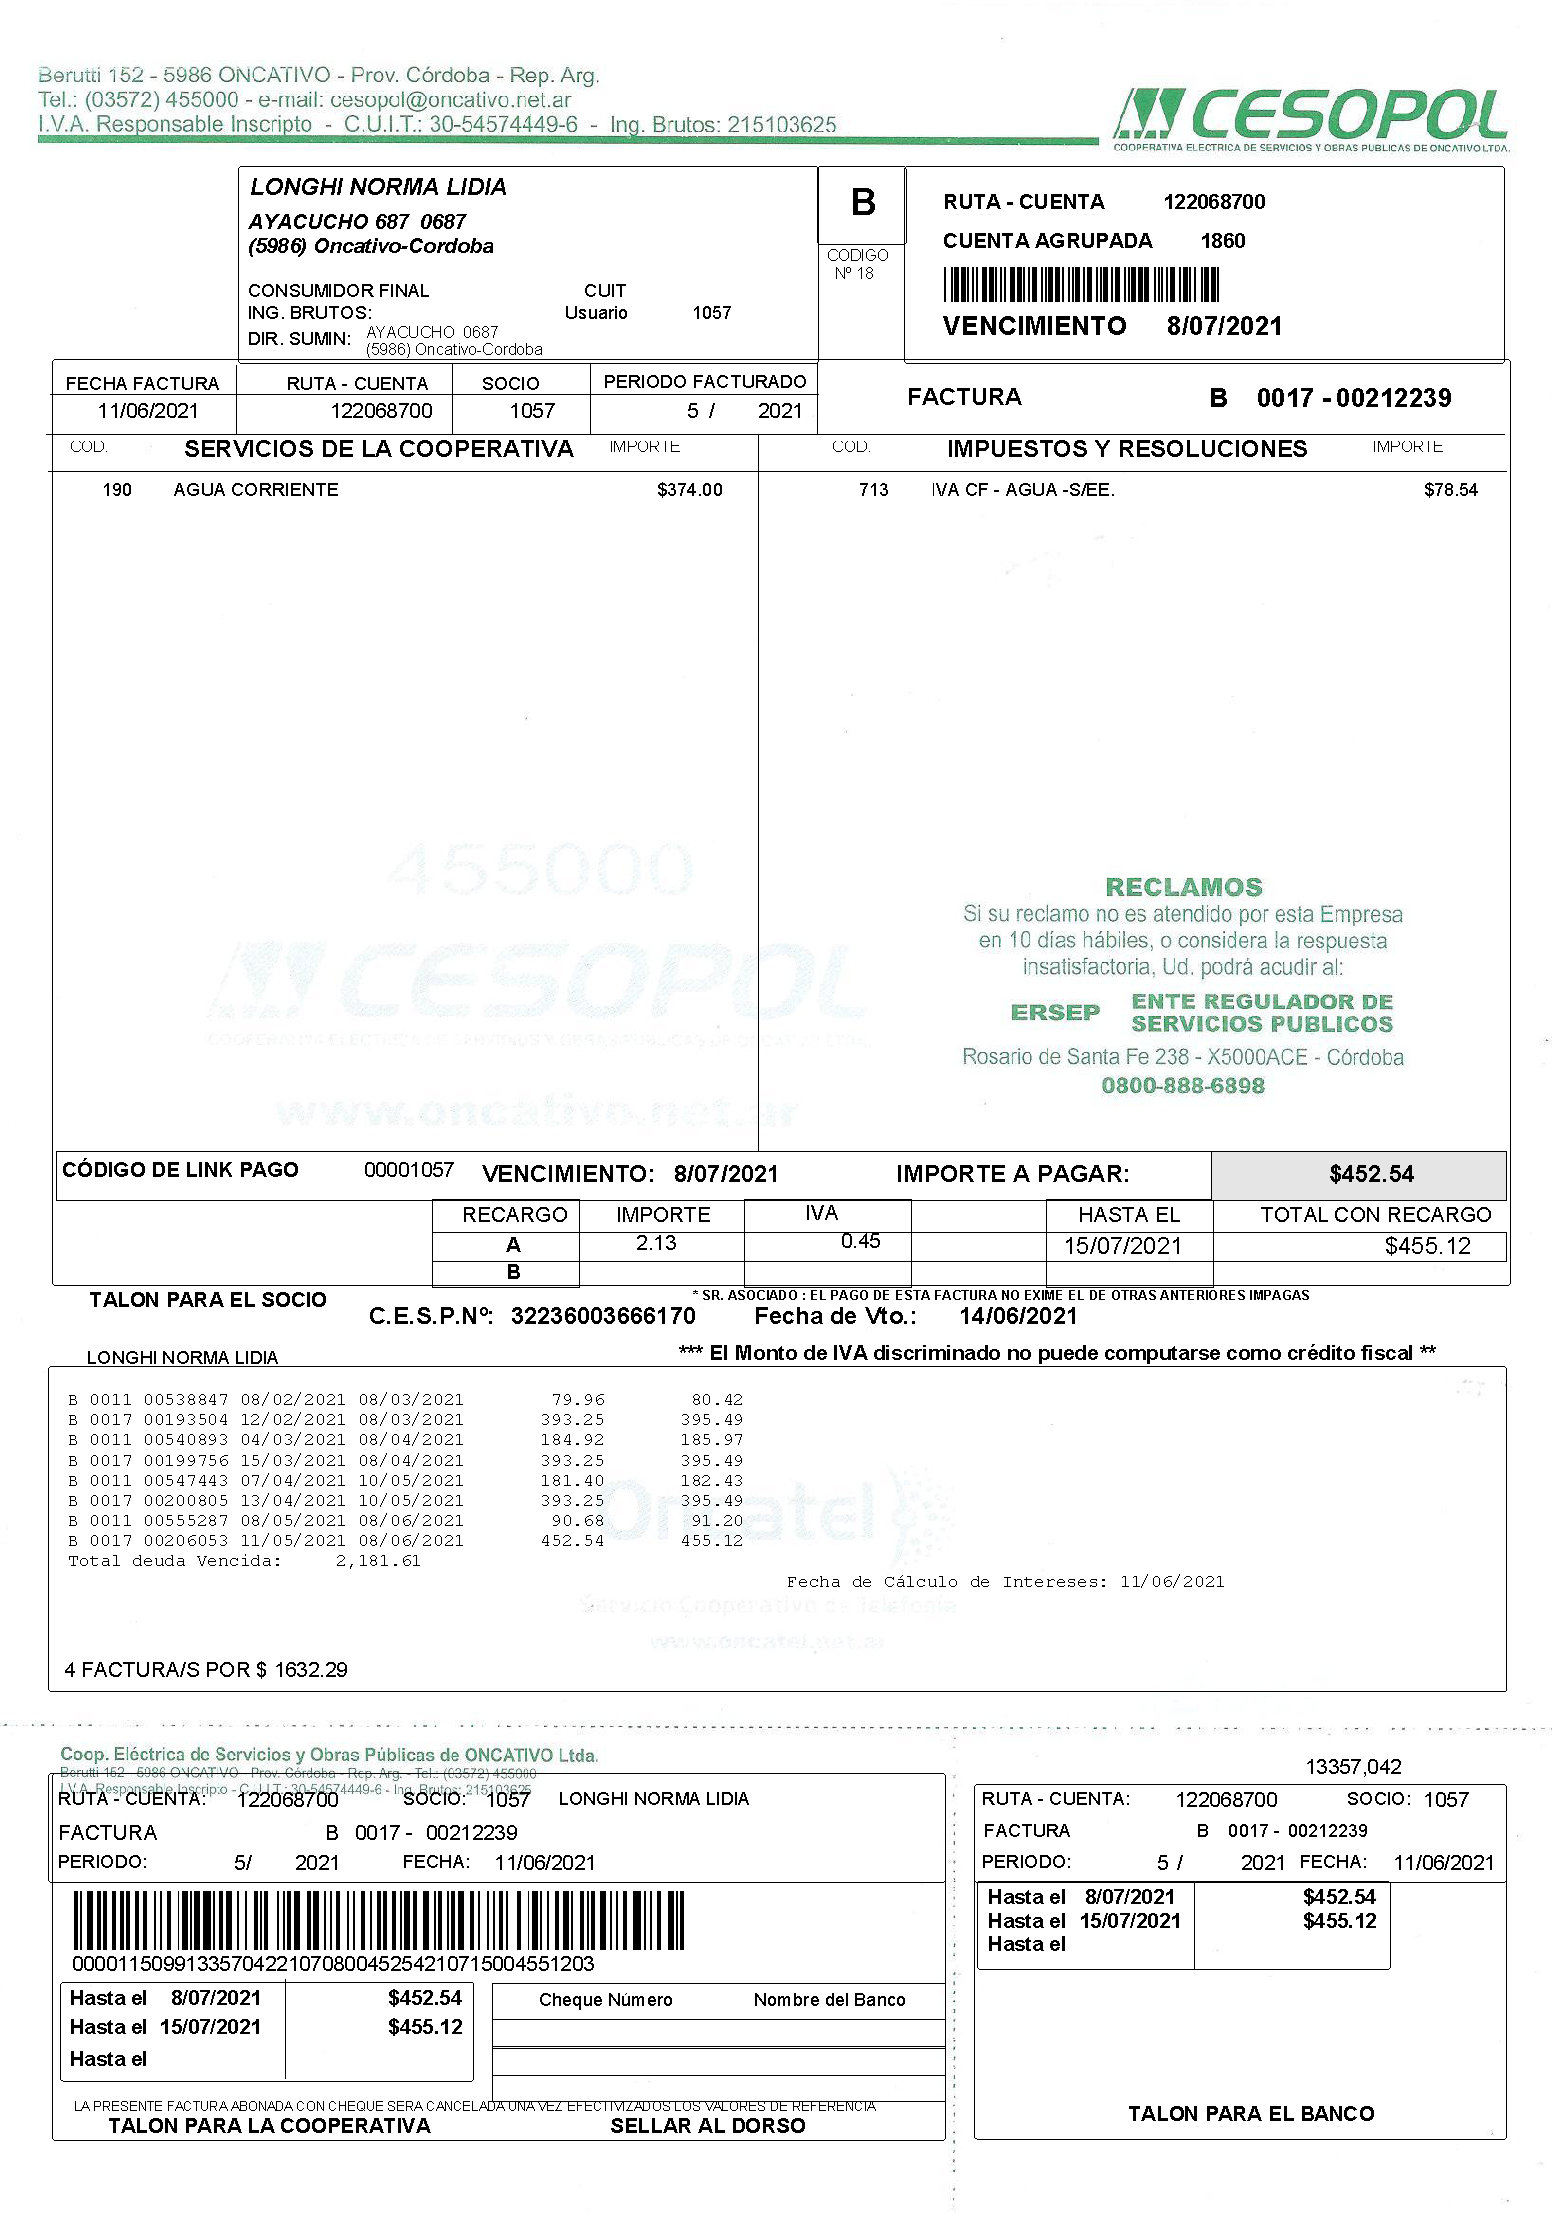 Berutti 152 - 5986 ONCATIVO - Prov. Córdoba - Rep. Arg.
Tel.: (03572) 455000 - e-mail: cesopol@oncativo.net.ar
I.V.A. Responsable Inscripto - C.U.I.T.: 30-54574449-6 - Ing. Brutos: 215103625
CESOPOL
COOPERATIVA ELECTRICA DE SERVICIOS Y OBRAS PUBLICAS DE ONCATIVO LTDA.
LONGHI NORMA LIDIA
AYACUCHO 687 0687
(5986) Oncativo-Cordoba
CONSUMIDOR FINAL CUIT
ING. BRUTOS: Usuario 1057
DIR. SUMIN: AYACUCHO 0687
(5986) Oncativo-Cordoba
B
CODIGO
Nº 18
RUTA - CUENTA 122068700
CUENTA AGRUPADA 1860
VENCIMIENTO 8/07/2021
FECHA FACTURA RUTA - CUENTA SOCIO PERIODO FACTURADO
11/06/2021 122068700 1057 5 / 2021
FACTURA B 0017 - 00212239
COD. SERVICIOS DE LA COOPERATIVA IMPORTE COD. IMPUESTOS Y RESOLUCIONES IMPORTE
190 AGUA CORRIENTE $374.00 713 IVA CF - AGUA -S/EE. $78.54
455000
CESOPOL
COOPERATIVA ELECTRICA DE SERVICIOS Y OBRAS PUBLICAS DE ONCATIVO LTDA.
www.oncativo.net.ar
RECLAMOS
Si su reclamo no es atendido por esta Empresa
en 10 días hábiles, o considera la respuesta
insatisfactoria, Ud. podrá acudir al:
ERSEP ENTE REGULADOR DE
SERVICIOS PUBLICOS
Rosario de Santa Fe 238 - X5000ACE - Córdoba
0800-888-6898
CÓDIGO DE LINK PAGO 00001057 VENCIMIENTO: 8/07/2021 IMPORTE A PAGAR: $452.54
RECARGO IMPORTE IVA HASTA EL TOTAL CON RECARGO
A 2.13 0.45 15/07/2021 $455.12
B
TALON PARA EL SOCIO * SR. ASOCIADO : EL PAGO DE ESTA FACTURA NO EXIME EL DE OTRAS ANTERIORES IMPAGAS
C.E.S.P.Nº: 32236003666170 Fecha de Vto.: 14/06/2021
LONGHI NORMA LIDIA *** El Monto de IVA discriminado no puede computarse como crédito fiscal **
B 0011 00538847 08/02/2021 08/03/2021 79.96 80.42
B 0017 00193504 12/02/2021 08/03/2021 393.25 395.49
B 0011 00540893 04/03/2021 08/04/2021 184.92 185.97
B 0017 00199756 15/03/2021 08/04/2021 393.25 395.49
B 0011 00547443 07/04/2021 10/05/2021 181.40 182.43
B 0017 00200805 13/04/2021 10/05/2021 393.25 395.49
B 0011 00555287 08/05/2021 08/06/2021 90.68 91.20
B 0017 00206053 11/05/2021 08/06/2021 452.54 455.12
Total deuda Vencida: 2,181.61
Oncatel
Fecha de Cálculo de Intereses: 11/06/2021
Servicio Cooperativo de Telefonía
www.oncatel.net.ar
4 FACTURA/S POR $ 1632.29
Coop. Eléctrica de Servicios y Obras Públicas de ONCATIVO Ltda.
Berutti 152 - 5986 ONCATIVO - Prov. Córdoba - Rep. Arg. - Tel.: (03572) 455000
I.V.A. Responsable Inscripto - C.U.I.T.: 30-54574449-6 - Ing. Brutos: 215103625
RUTA - CUENTA: 122068700 SOCIO: 1057 LONGHI NORMA LIDIA
FACTURA B 0017 - 00212239
PERIODO: 5/ 2021 FECHA: 11/06/2021
00001150991335704221070800452542107150045512​03
Hasta el 8/07/2021 $452.54
Hasta el 15/07/2021 $455.12
Hasta el
Cheque Número Nombre del Banco
LA PRESENTE FACTURA ABONADA CON CHEQUE SERA CANCELADA UNA VEZ EFECTIVIZADOS LOS VALORES DE REFERENCIA
TALON PARA LA COOPERATIVA SELLAR AL DORSO
13357,042
RUTA - CUENTA: 122068700 SOCIO: 1057
FACTURA B 0017 - 00212239
PERIODO: 5 / 2021 FECHA: 11/06/2021
Hasta el 8/07/2021 $452.54
Hasta el 15/07/2021 $455.12
Hasta el
TALON PARA EL BANCO